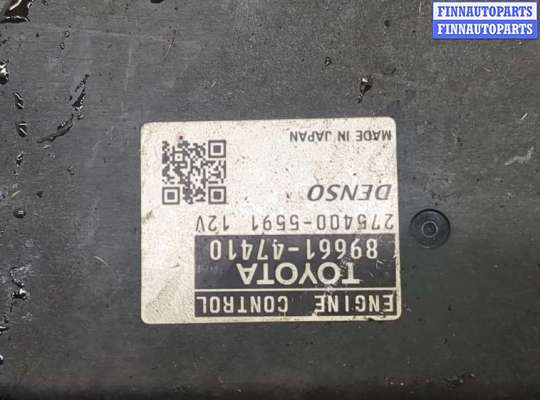 FINNAUTOPARTS
FINNAUTOPARTS
ENGINE CONTROL
TOYOTA
89661-47410
275400-5591 12V
DENSO
MADE IN JAPAN